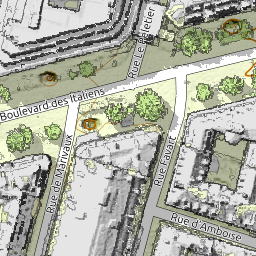 Rue Le Peletier
Boulevard des Italiens
Rue de Marivaux
Rue Favart
Rue d'Amboise